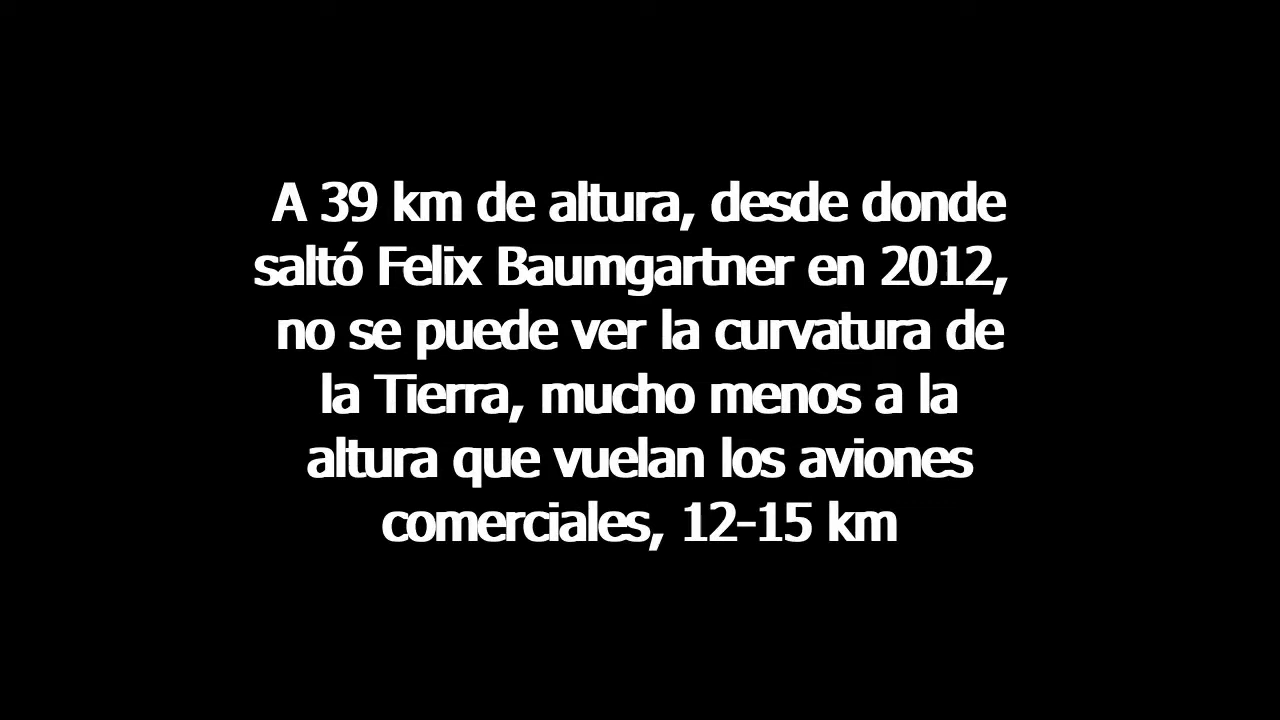 A 39 km de altura, desde donde
saltó Felix Baumgartner en 2012,
no se puede ver la curvatura de
la Tierra, mucho menos a la
altura que vuelan los aviones
comerciales, 12-15 km